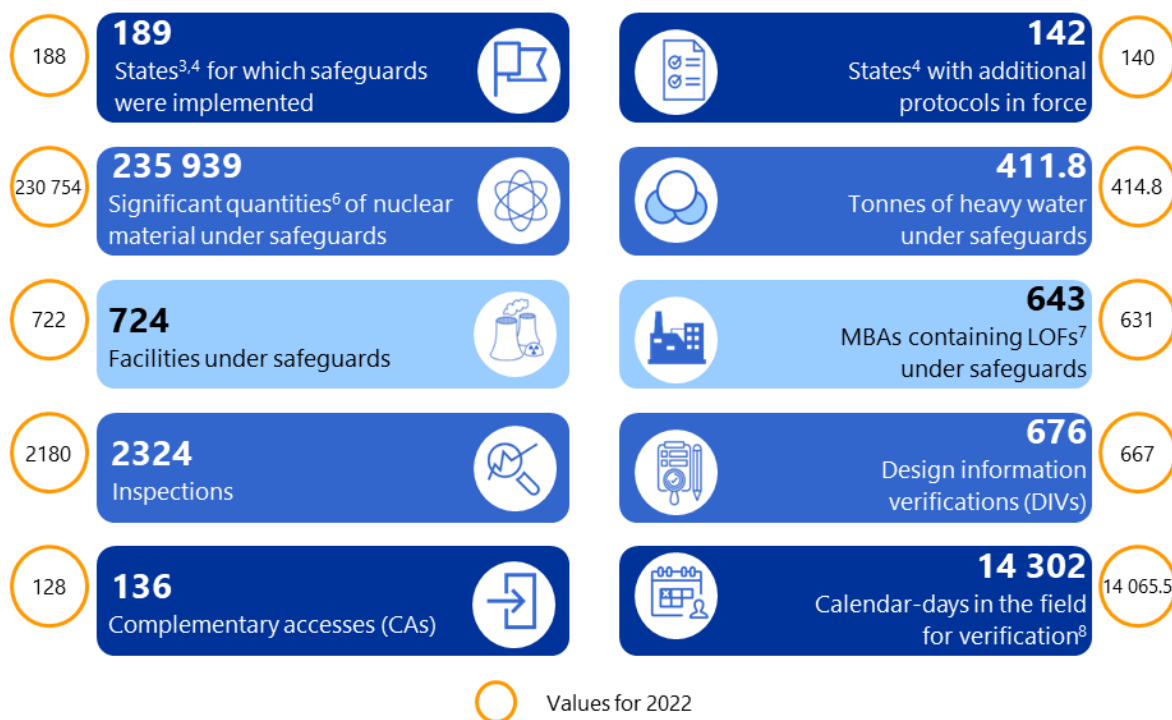 188
189
States3,4 for which safeguards
were implemented
142
States4 with additional
protocols in force
140
230 754
235 939
Significant quantities6 of nuclear
material under safeguards
411.8
Tonnes of heavy water
under safeguards
414.8
722
724
Facilities under safeguards
643
MBAs containing LOFs7
under safeguards
631
2180
2324
Inspections
676
Design information
verifications (DIVs)
667
128
136
Complementary accesses (CAs)
14 302
Calendar-days in the field
for verification8
14 065.5
Values for 2022